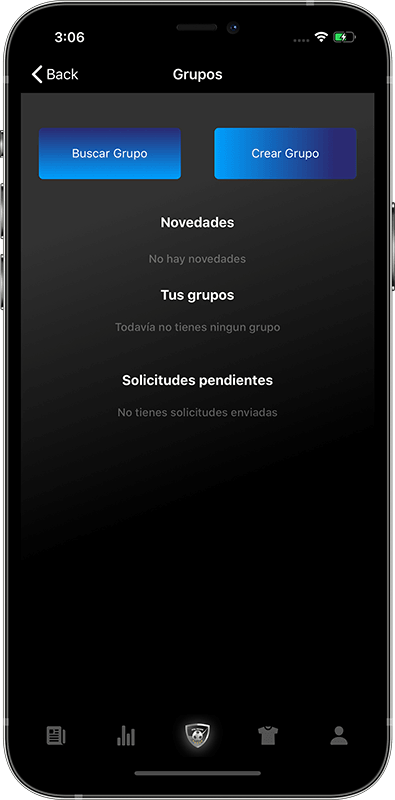 3:06
Back
Grupos
Buscar Grupo
Crear Grupo
Novedades
No hay novedades
Tus grupos
Todavía no tienes ningun grupo
Solicitudes pendientes
No tienes solicitudes enviadas